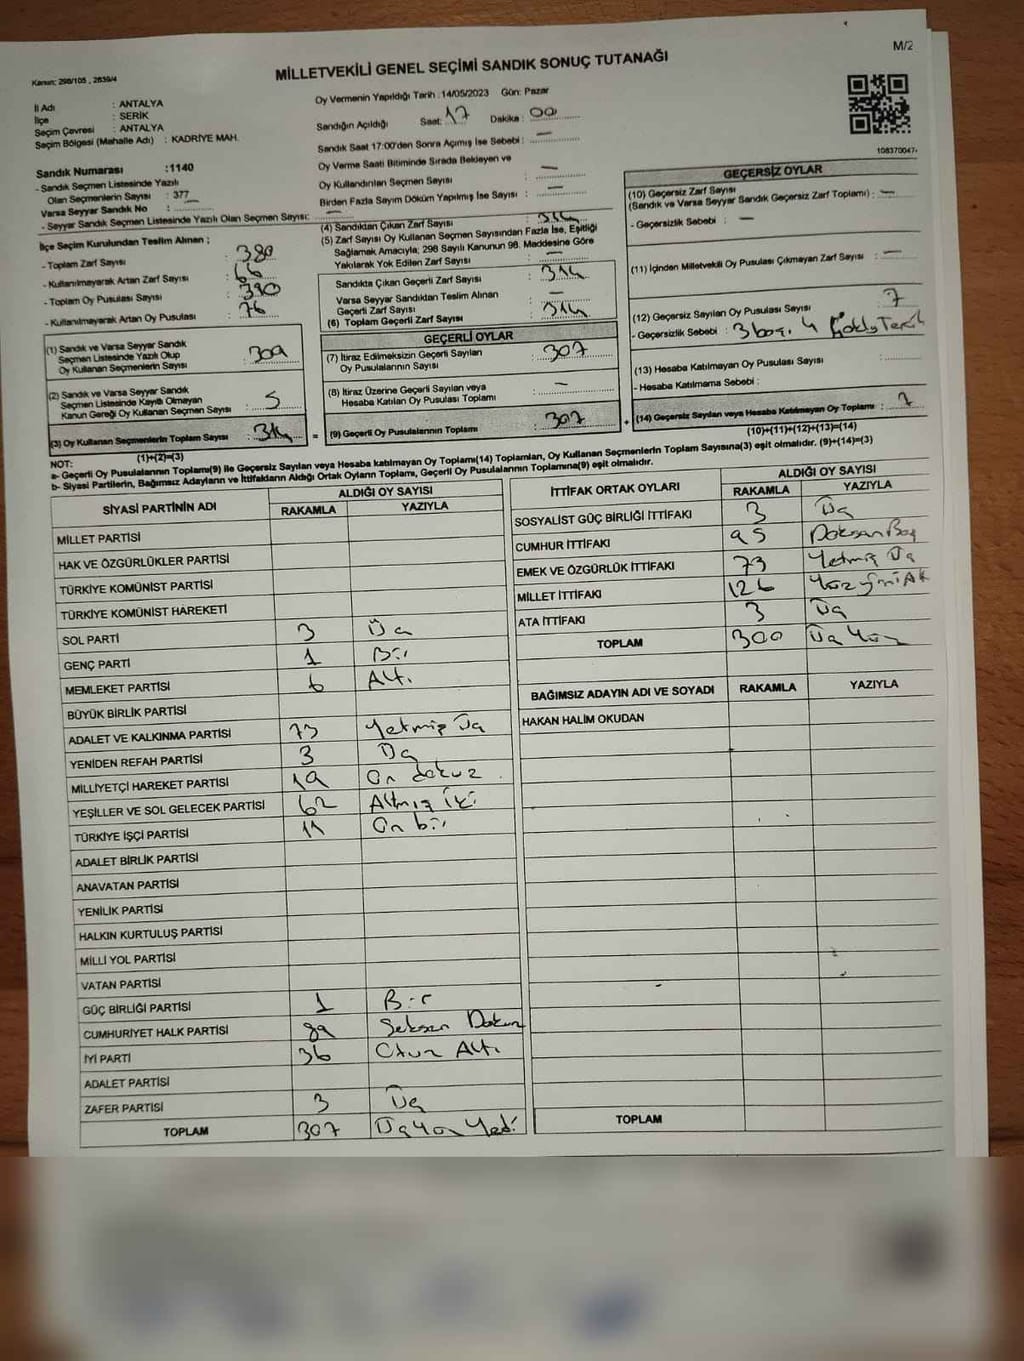 M/2
Kanun: 298/105 , 2839/4
MİLLETVEKİLİ GENEL SEÇİMİ SANDIK SONUÇ TUTANAĞI
İl Adı : ANTALYA
İlçe : SERİK
Seçim Çevresi : ANTALYA
Seçim Bölgesi (Mahalle Adı) : KADRİYE MAH.
Sandık Numarası :1140
- Sandık Seçmen Listesinde Yazılı
Olan Seçmenlerin Sayısı : 377
Varsa Seyyar Sandık No : —
- Seyyar Sandık Seçmen Listesinde Yazılı Olan Seçmen Sayısı: —
Oy Vermenin Yapıldığı Tarih :14/05/2023 Gün: Pazar
Sandığın Açıldığı Saat: 17 Dakika : 00
Sandık Saat 17:00'den Sonra Açılmış İse Sebebi : —
Oy Verme Saati Bitiminde Sırada Bekleyen ve
Oy Kullandırılan Seçmen Sayısı : —
Birden Fazla Sayım Döküm Yapılmış İse Sayısı : —
İlçe Seçim Kurulundan Teslim Alınan ;
- Toplam Zarf Sayısı : 380
- Kullanılmayarak Artan Zarf Sayısı : 66
- Toplam Oy Pusulası Sayısı : 390
- Kullanılmayarak Artan Oy Pusulası : 76
(1) Sandık ve Varsa Seyyar Sandık
Seçmen Listesinde Yazılı Olup
Oy Kullanan Seçmenlerin Sayısı : 309
(2) Sandık ve Varsa Seyyar Sandık
Seçmen Listesinde Kayıtlı Olmayan
Kanun Gereği Oy Kullanan Seçmen Sayısı : 5
(3) Oy Kullanan Seçmenlerin Toplam Sayısı : 314
(1)+(2)=(3)
(4) Sandıktan Çıkan Zarf Sayısı : 314
(5) Zarf Sayısı Oy Kullanan Seçmen Sayısından Fazla İse, Eşitliği
Sağlamak Amacıyla; 298 Sayılı Kanunun 98. Maddesine Göre
Yakılarak Yok Edilen Zarf Sayısı : —
Sandıkta Çıkan Geçerli Zarf Sayısı : 314
Varsa Seyyar Sandıktan Teslim Alınan
Geçerli Zarf Sayısı : —
(6) Toplam Geçerli Zarf Sayısı : 314
GEÇERLİ OYLAR
(7) İtiraz Edilmeksizin Geçerli Sayılan
Oy Pusulalarının Sayısı : 307
(8) İtiraz Üzerine Geçerli Sayılan veya
Hesaba Katılan Oy Pusulası Toplamı : —
= (9) Geçerli Oy Pusulalarının Toplamı : 307 +
108370047
GEÇERSİZ OYLAR
(10) Geçersiz Zarf Sayısı
(Sandık ve Varsa Seyyar Sandık Geçersiz Zarf Toplamı) : —
- Geçersizlik Sebebi : —
(11) İçinden Milletvekili Oy Pusulası Çıkmayan Zarf Sayısı : —
(12) Geçersiz Sayılan Oy Pusulası Sayısı : 7
- Geçersizlik Sebebi : 3 boş, 4
(13) Hesaba Katılmayan Oy Pusulası Sayısı :
- Hesaba Katılmama Sebebi :
(14) Geçersiz Sayılan veya Hesaba Katılmayan Oy Toplamı : 7
(10)+(11)+(12)+(13)=(14)
NOT:
a- Geçerli Oy Pusulalarının Toplamı(9) ile Geçersiz Sayılan veya Hesaba katılmayan Oy Toplamı(14) Toplamları, Oy Kullanan Seçmenlerin Toplam Sayısına(3) eşit olmalıdır. (9)+(14)=(3)
b- Siyasi Partilerin, Bağımsız Adayların ve İttifakların Aldığı Ortak Oyların Toplamı, Geçerli Oy Pusulalarının Toplamına(9) eşit olmalıdır.
SİYASİ PARTİNİN ADI ALDIĞI OY SAYISI
RAKAMLA YAZIYLA
MİLLET PARTİSİ
HAK VE ÖZGÜRLÜKLER PARTİSİ
TÜRKİYE KOMÜNİST PARTİSİ
TÜRKİYE KOMÜNİST HAREKETİ
SOL PARTİ 3 Üç
GENÇ PARTİ 1 Bir
MEMLEKET PARTİSİ 6 Altı
BÜYÜK BİRLİK PARTİSİ
ADALET VE KALKINMA PARTİSİ 73 Yetmiş Üç
YENİDEN REFAH PARTİSİ 3 Üç
MİLLİYETÇİ HAREKET PARTİSİ 19 On dokuz
YEŞİLLER VE SOL GELECEK PARTİSİ 62 Altmış İki
TÜRKİYE İŞÇİ PARTİSİ 11 On bir
ADALET BİRLİK PARTİSİ
ANAVATAN PARTİSİ
YENİLİK PARTİSİ
HALKIN KURTULUŞ PARTİSİ
MİLLİ YOL PARTİSİ
VATAN PARTİSİ
GÜÇ BİRLİĞİ PARTİSİ 1 Bir
CUMHURİYET HALK PARTİSİ 89 Seksen Dokuz
İYİ PARTİ 36 Otuz Altı
ADALET PARTİSİ
ZAFER PARTİSİ 3 Üç
TOPLAM 307 Üç Yüz Yedi
İTTİFAK ORTAK OYLARI ALDIĞI OY SAYISI
RAKAMLA YAZIYLA
SOSYALİST GÜÇ BİRLİĞİ İTTİFAKI 3 Üç
CUMHUR İTTİFAKI 95 Doksan Beş
EMEK VE ÖZGÜRLÜK İTTİFAKI 73 Yetmiş Üç
MİLLET İTTİFAKI 126
ATA İTTİFAKI 3 Üç
TOPLAM 300 Üç Yüz
BAĞIMSIZ ADAYIN ADI VE SOYADI RAKAMLA YAZIYLA
HAKAN HALİM OKUDAN
TOPLAM